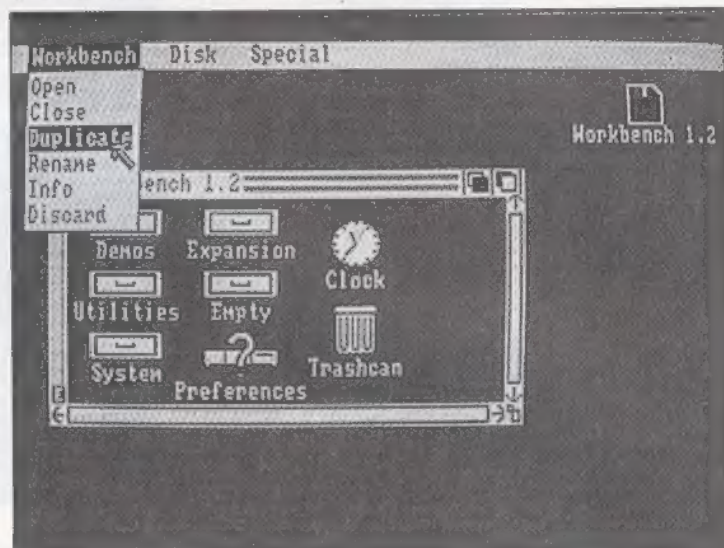 Workbench Disk Special
Open
Close
Duplicate
Rename
Info
Discard
Workbench 1.2
ench 1.2
Demos Expansion
Clock
Utilities Empty
System
Trashcan
Preferences